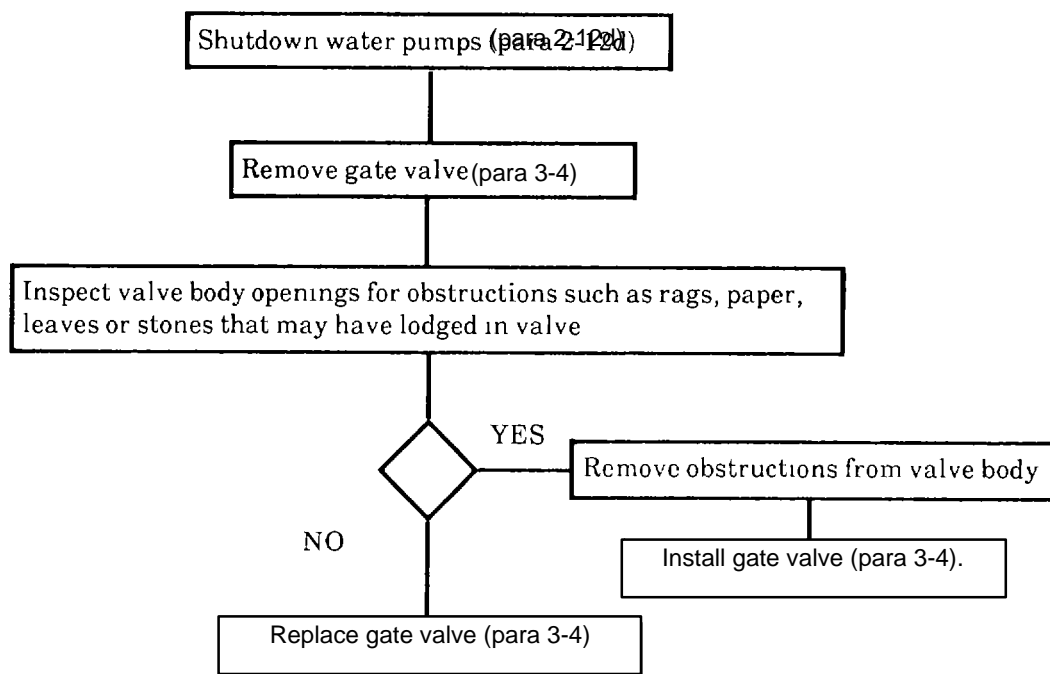 Shutdown water pumps (para 2-12d)
Remove gate valve (para 3-4)
Inspect valve body openings for obstructions such as rags, paper,
leaves or stones that may have lodged in valve
YES
Remove obstructions from valve body
NO
Install gate valve (para 3-4).
Replace gate valve (para 3-4)